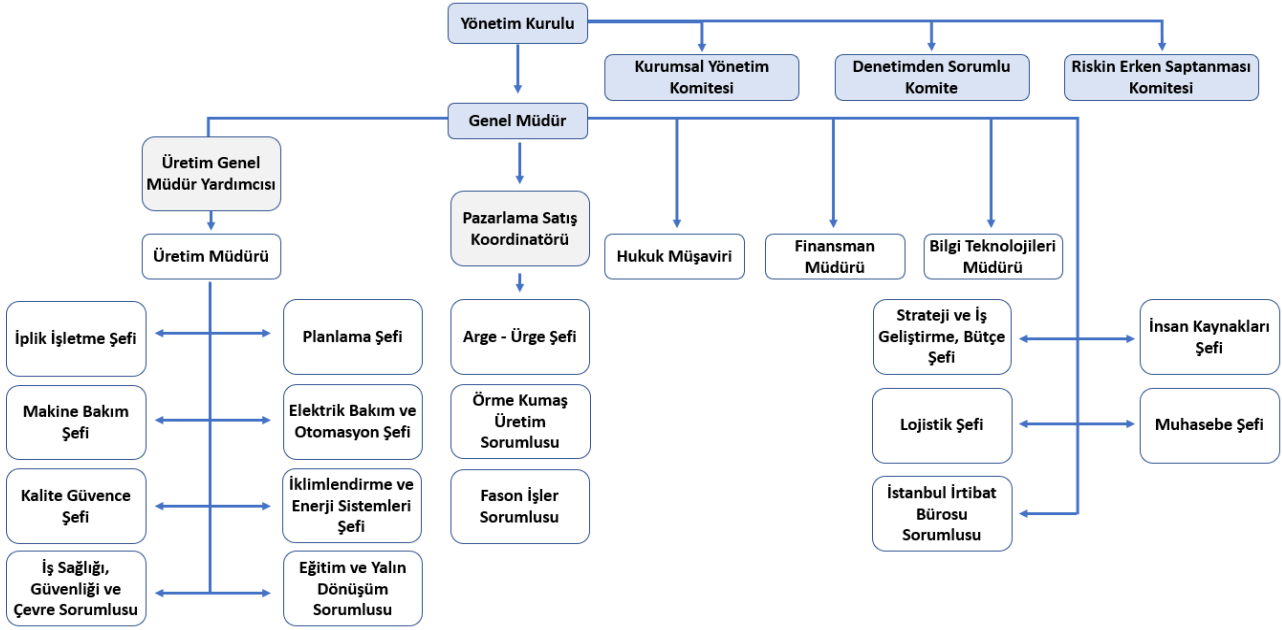 Yönetim Kurulu
Kurumsal Yönetim
Komitesi
Denetimden Sorumlu
Komite
Riskin Erken Saptanması
Komitesi
Genel Müdür
Üretim Genel
Müdür Yardımcısı
Pazarlama Satış
Koordinatörü
Üretim Müdürü
Hukuk Müşaviri
Finansman
Müdürü
Bilgi Teknolojileri
Müdürü
İplik İşletme Şefi
Planlama Şefi
Arge - Ürge Şefi
Strateji ve İş
Geliştirme, Bütçe
Şefi
İnsan Kaynakları
Şefi
Makine Bakım
Şefi
Elektrik Bakım ve
Otomasyon Şefi
Örme Kumaş
Üretim
Sorumlusu
Lojistik Şefi
Muhasebe Şefi
Kalite Güvence
Şefi
İklimlendirme ve
Enerji Sistemleri
Şefi
Fason İşler
Sorumlusu
İstanbul İrtibat
Bürosu
Sorumlusu
İş Sağlığı,
Güvenliği ve
Çevre Sorumlusu
Eğitim ve Yalın
Dönüşüm
Sorumlusu